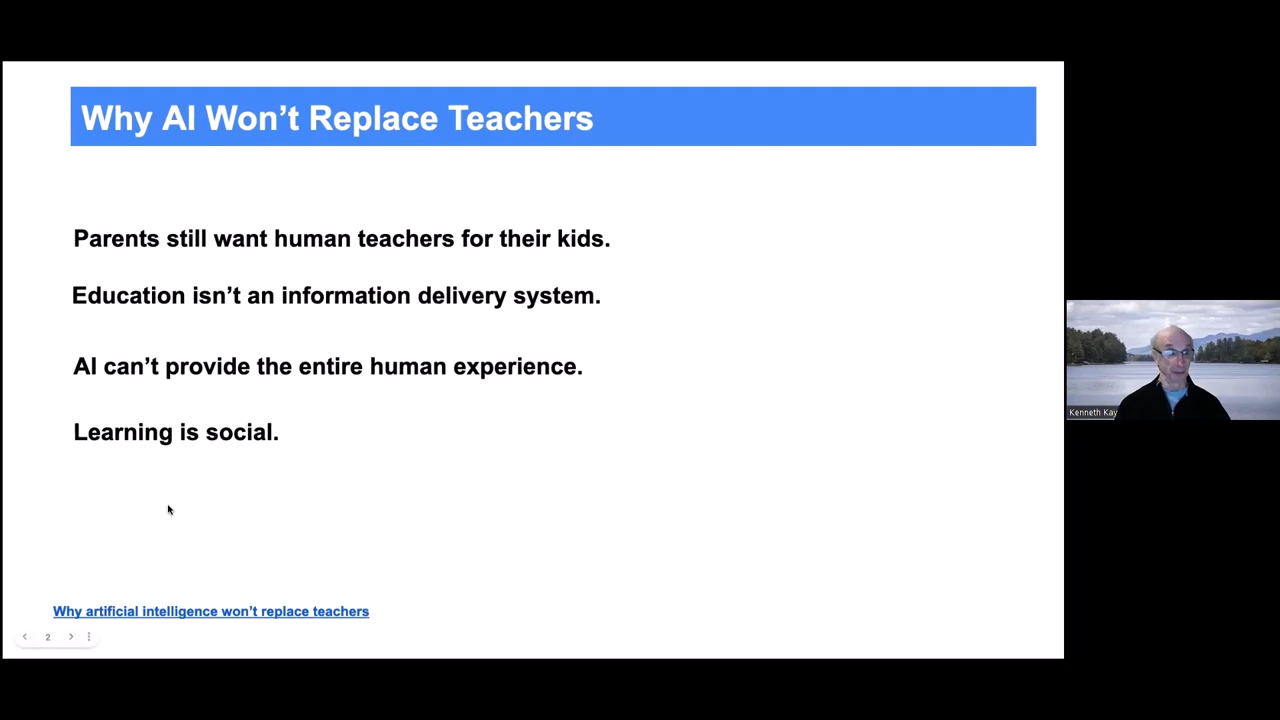 Why AI Won’t Replace Teachers
Parents still want human teachers for their kids.
Education isn’t an information delivery system.
AI can’t provide the entire human experience.
Learning is social.
Kenneth Kay
Why artificial intelligence won’t replace teachers
2